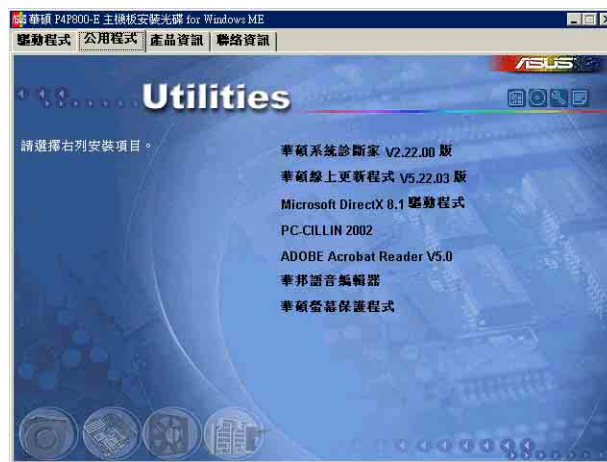 華碩 P4P800-E 主機板安裝光碟 for Windows ME
驅動程式 公用程式 產品資訊 聯絡資訊
ASUS
Utilities
請選擇右列安裝項目。
華碩系統診斷家 V2.22.00 版
華碩線上更新程式 V5.22.03 版
Microsoft DirectX 8.1 驅動程式
PC-CILLIN 2002
ADOBE Acrobat Reader V5.0
華邦語音編輯器
華碩螢幕保護程式